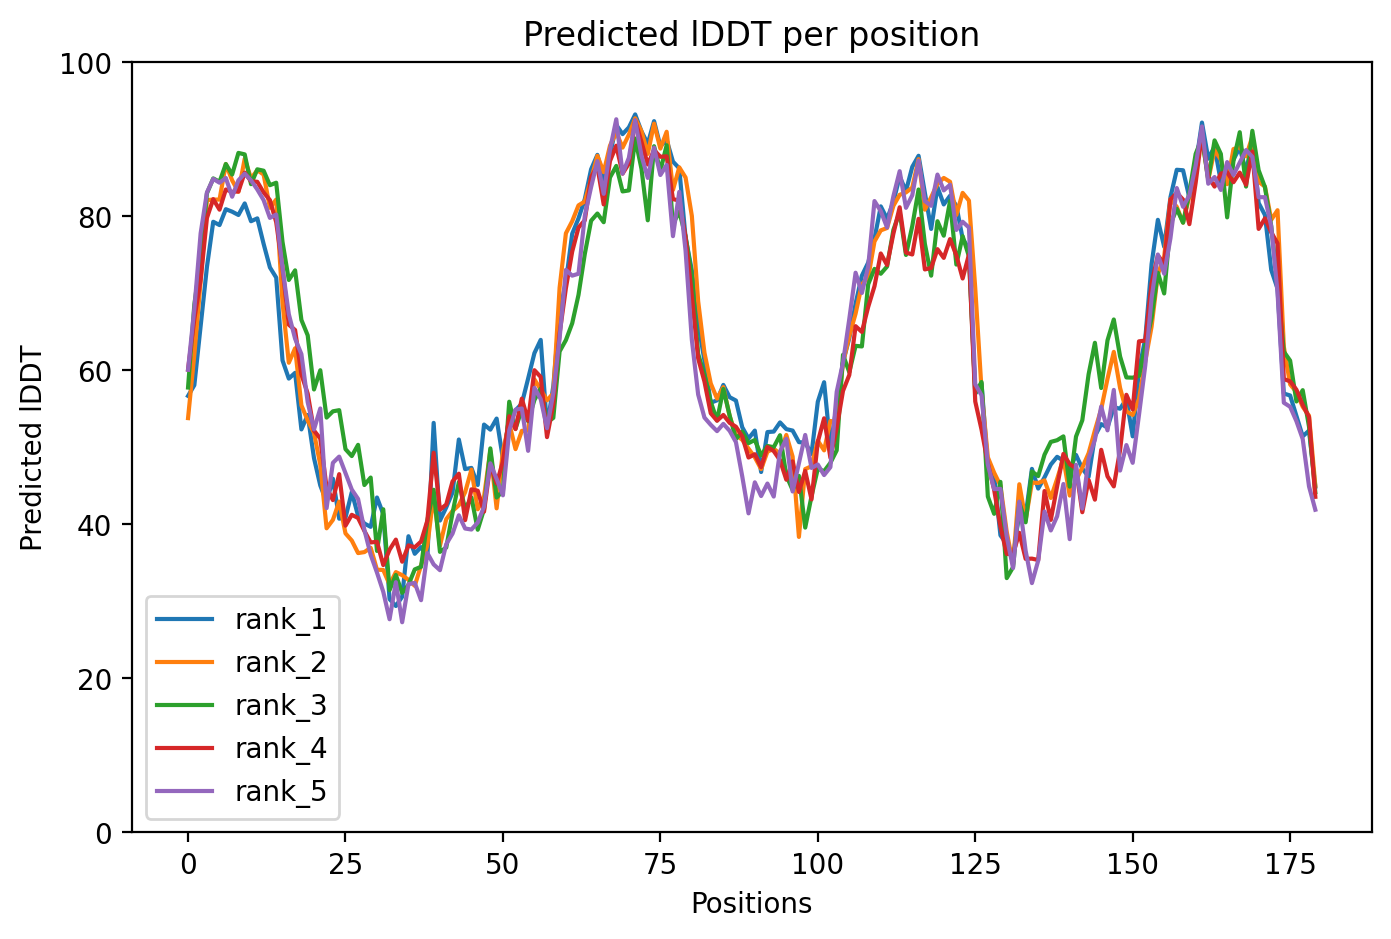 Predicted lDDT per position
Predicted lDDT
100
80
60
40
20
0
rank_1
rank_2
rank_3
rank_4
rank_5
0 25 50 75 100 125 150 175
Positions